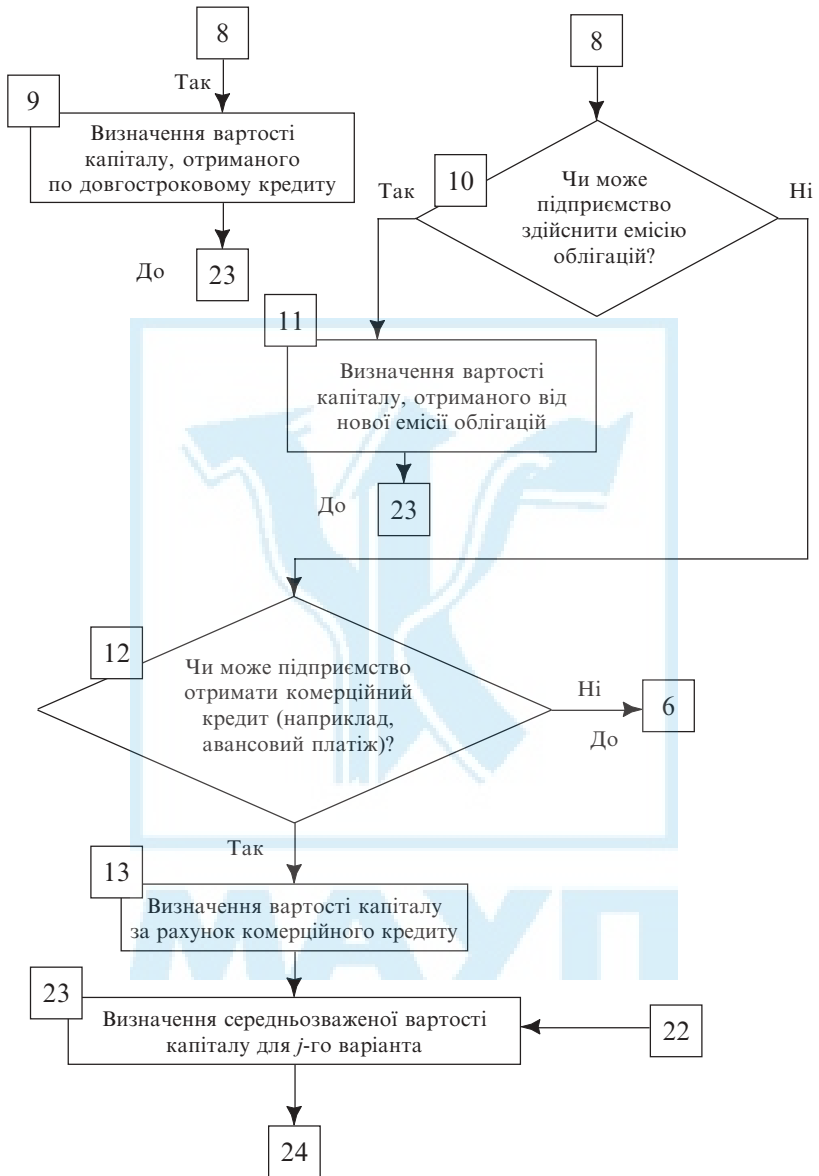 8
Так
9
Визначення вартості
капіталу, отриманого
по довгостроковому кредиту
До
23
8
10
Так
Чи може
підприємство
здійснити емісію
облігацій?
Ні
11
Визначення вартості
капіталу, отриманого від
нової емісії облігацій
До
23
12
Чи може підприємство
отримати комерційний
кредит (наприклад,
авансовий платіж)?
Ні
До
6
Так
13
Визначення вартості капіталу
за рахунок комерційного кредиту
23
Визначення середньозваженої вартості
капіталу для j-го варіанта
22
24
МАУП